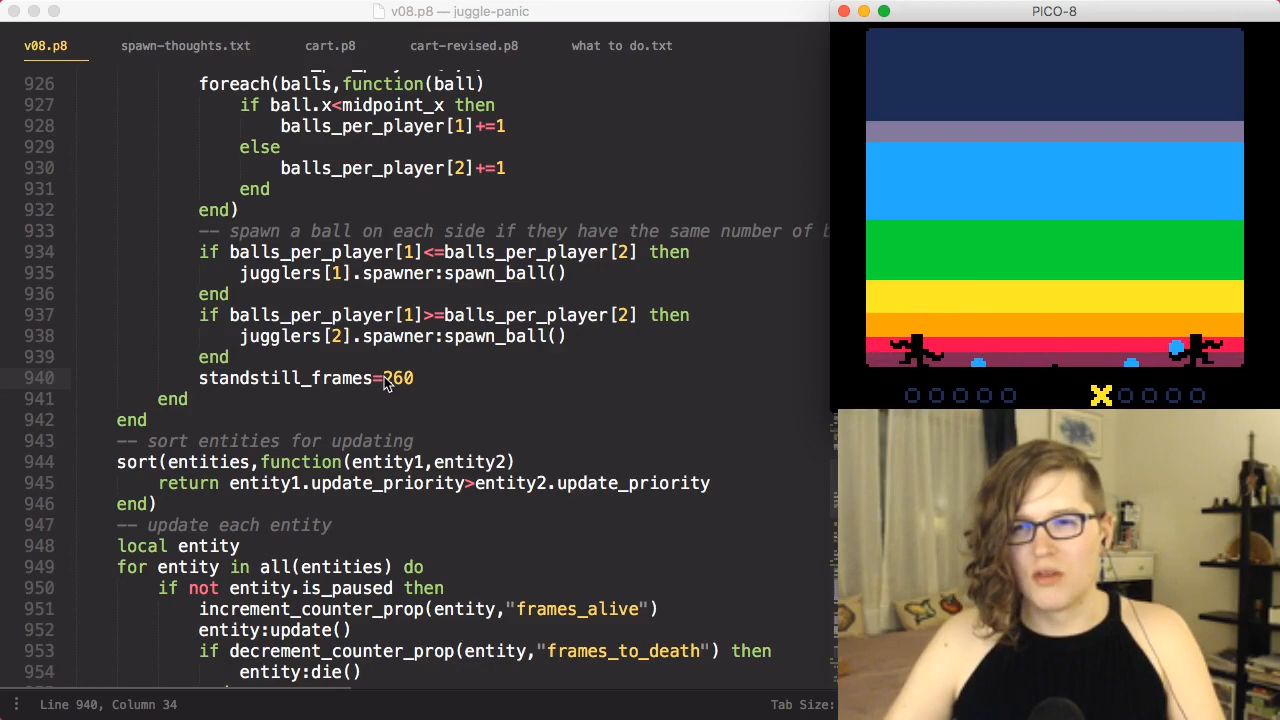 v08.p8 — juggle-panic
PICO-8
v08.p8 spawn-thoughts.txt cart.p8 cart-revised.p8 what to do.txt
926 foreach(balls,function(ball)
927 if ball.x<midpoint_x then
928 balls_per_player[1]+=1
929 else
930 balls_per_player[2]+=1
931 end
932 end)
933 -- spawn a ball on each side if they have the same number of b
934 if balls_per_player[1]<=balls_per_player[2] then
935 jugglers[1].spawner:spawn_ball()
936 end
937 if balls_per_player[1]>=balls_per_player[2] then
938 jugglers[2].spawner:spawn_ball()
939 end
940 standstill_frames=260
941 end
942 end
943 -- sort entities for updating
944 sort(entities,function(entity1,entity2)
945 return entity1.update_priority>entity2.update_priority
946 end)
947 -- update each entity
948 local entity
949 for entity in all(entities) do
950 if not entity.is_paused then
951 increment_counter_prop(entity,"frames_alive")
952 entity:update()
953 if decrement_counter_prop(entity,"frames_to_death") then
954 entity:die()
Line 940, Column 34
Tab Size: